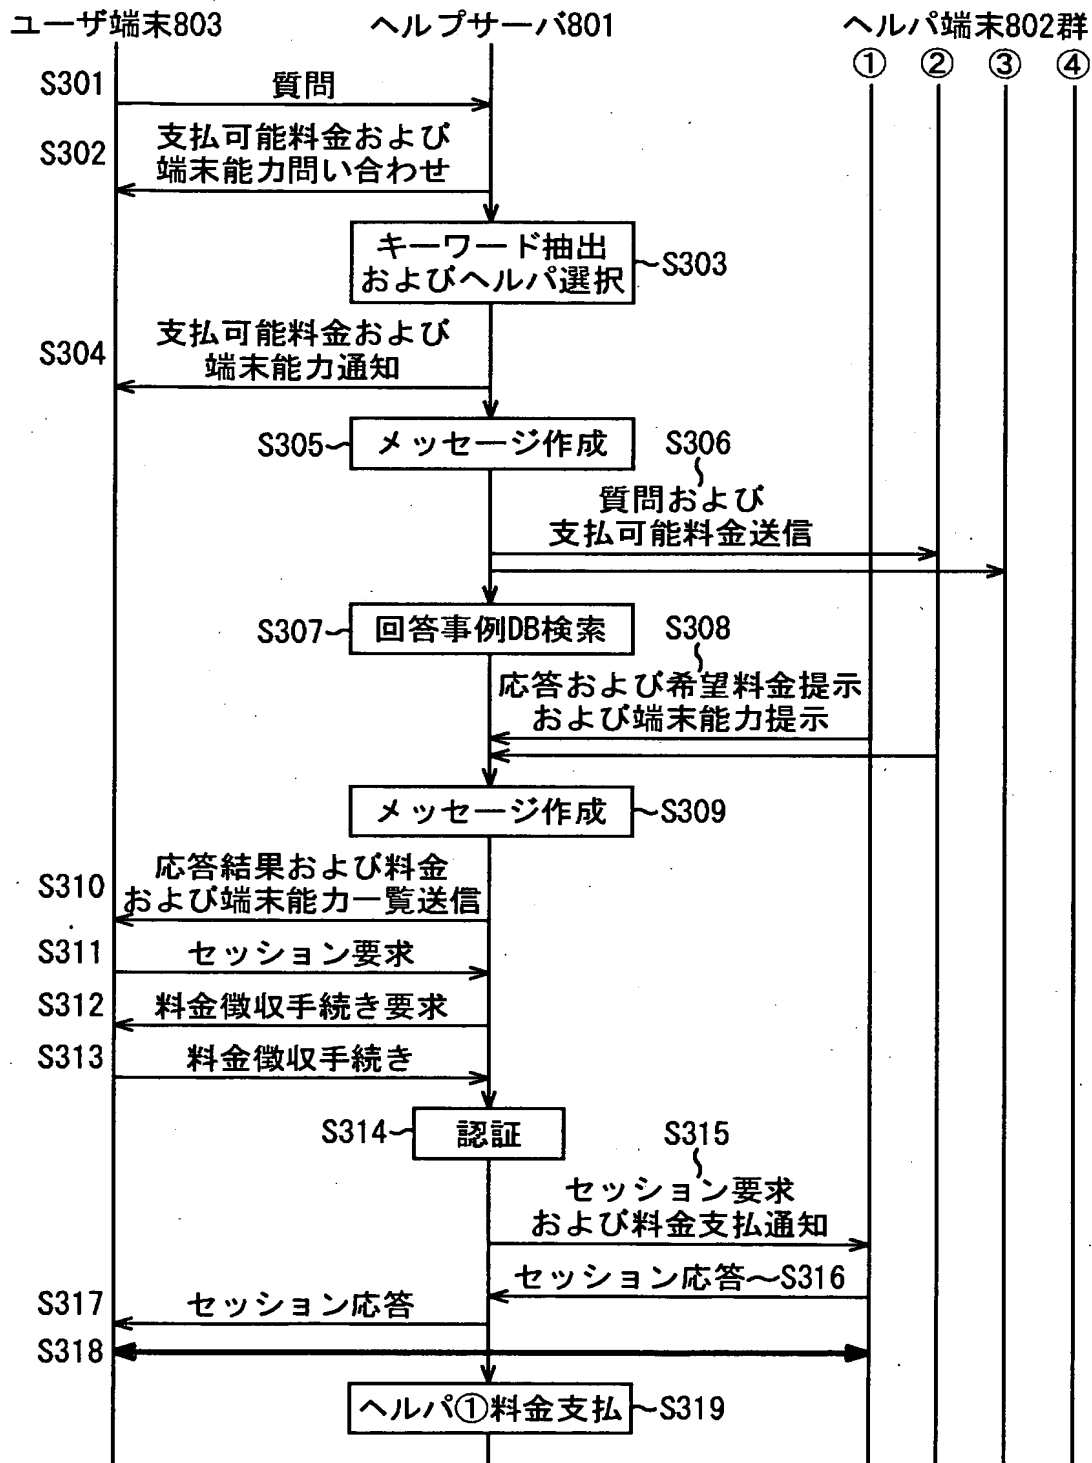 ユーザ端末803 ヘルプサーバ801 ヘルパ端末802群
① ② ③ ④
S301 質問
S302 支払可能料金および
端末能力問い合わせ
キーワード抽出
およびヘルパ選択 S303
S304 支払可能料金および
端末能力通知
S305 メッセージ作成
S306
質問および
支払可能料金送信
S307 回答事例DB検索
S308
応答および希望料金提示
および端末能力提示
メッセージ作成 S309
S310 応答結果および料金
および端末能力一覧送信
S311 セッション要求
S312 料金徴収手続き要求
S313 料金徴収手続き
S314 認証
S315
セッション要求
および料金支払通知
セッション応答〜S316
S317 セッション応答
S318
ヘルパ①料金支払 S319